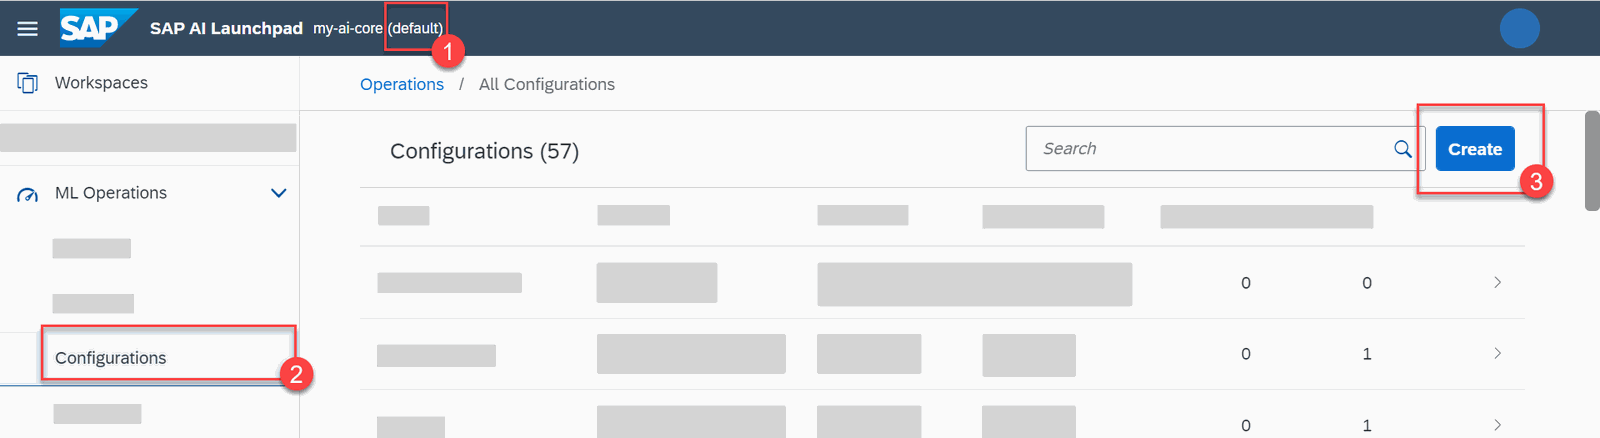 SAP SAP AI Launchpad my-ai-core (default)
1
Workspaces
Operations / All Configurations
Configurations (57)
Search
Create
3
ML Operations
0 0
Configurations
2
0 1
0 1